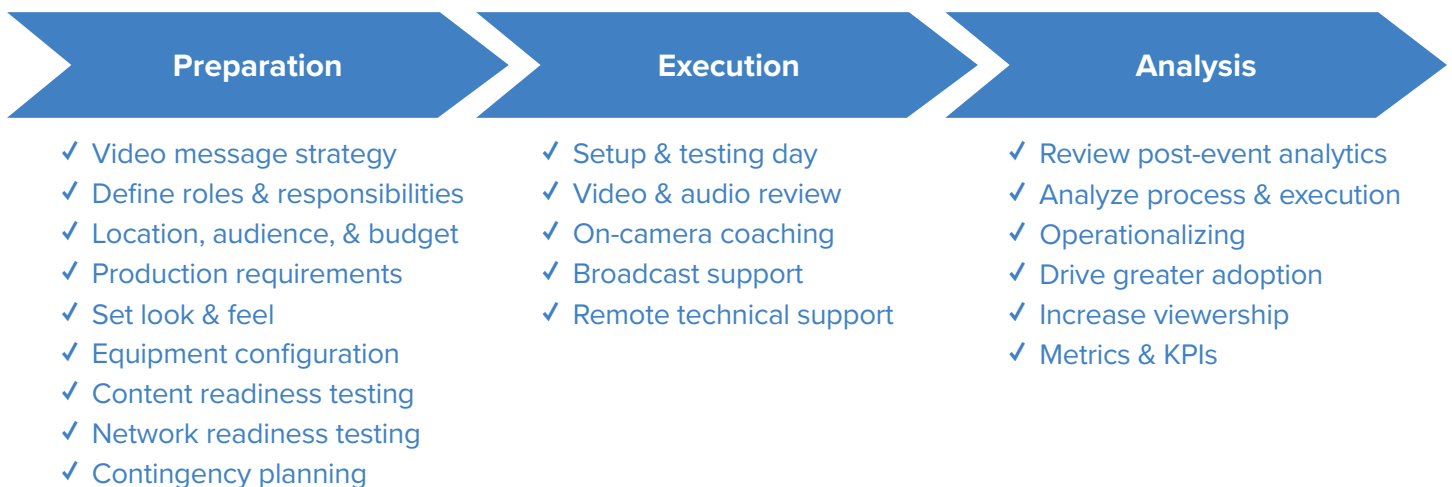 Preparation
✓ Video message strategy
✓ Define roles & responsibilities
✓ Location, audience, & budget
✓ Production requirements
✓ Set look & feel
✓ Equipment configuration
✓ Content readiness testing
✓ Network readiness testing
✓ Contingency planning
Execution
✓ Setup & testing day
✓ Video & audio review
✓ On-camera coaching
✓ Broadcast support
✓ Remote technical support
Analysis
✓ Review post-event analytics
✓ Analyze process & execution
✓ Operationalizing
✓ Drive greater adoption
✓ Increase viewership
✓ Metrics & KPIs